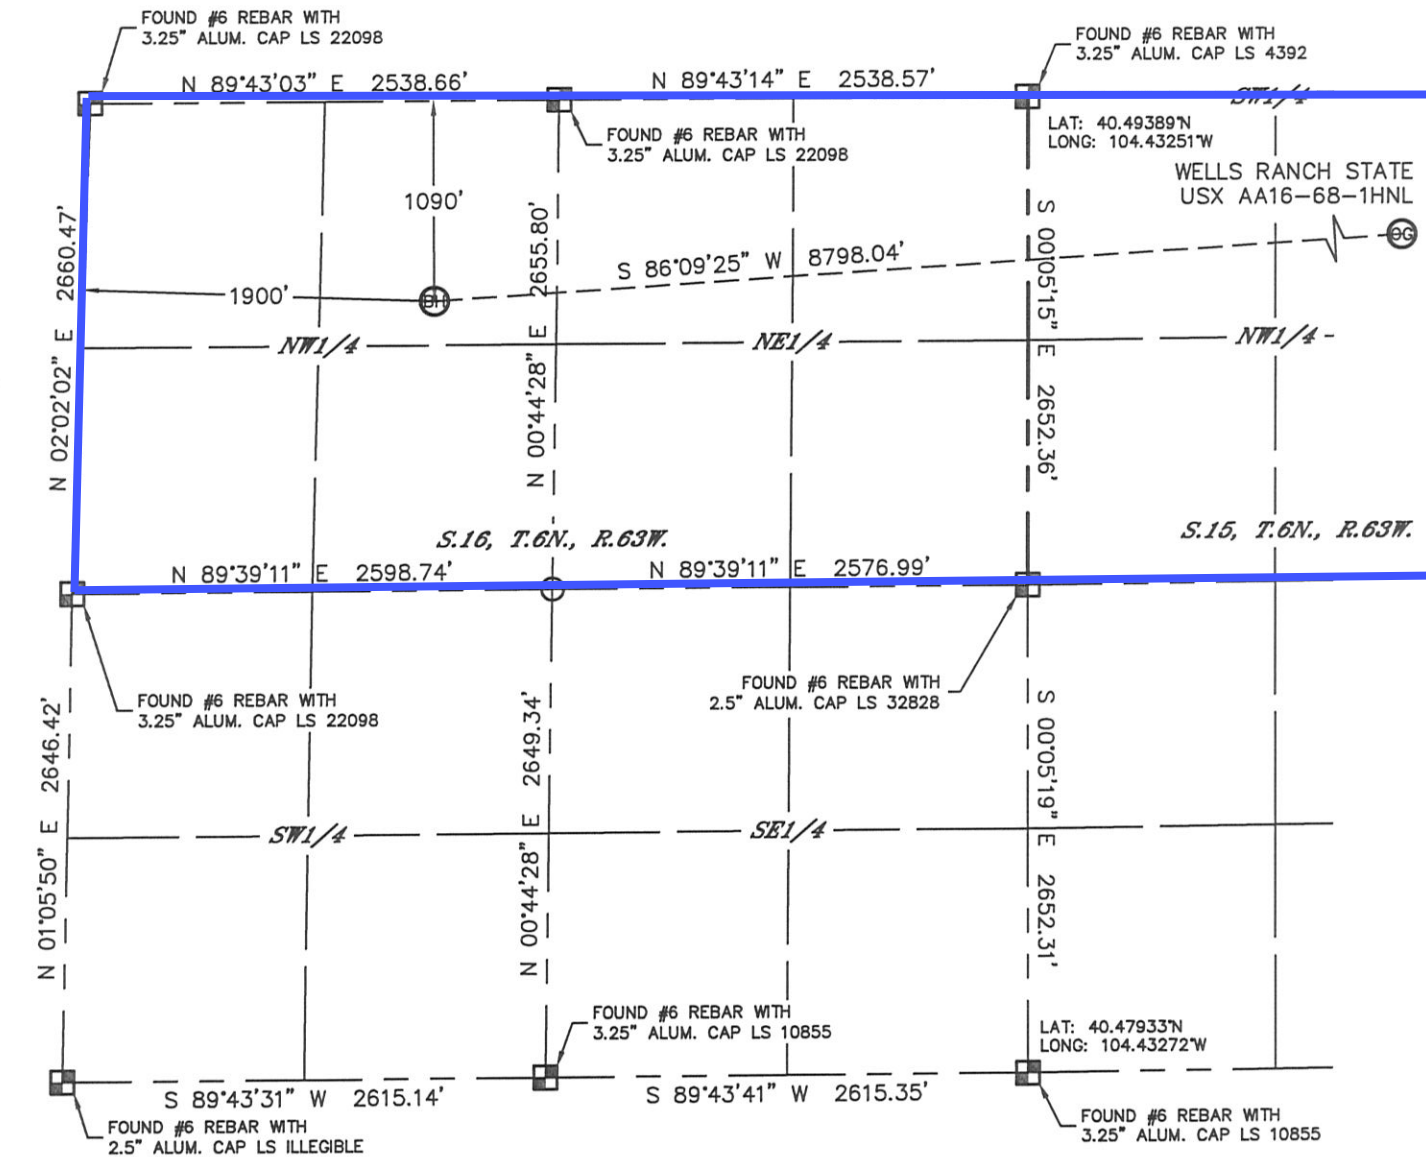 FOUND #6 REBAR WITH
3.25" ALUM. CAP LS 22098
FOUND #6 REBAR WITH
3.25" ALUM. CAP LS 4392
N 89°43'03" E 2538.66'
N 89°43'14" E 2538.57'
SW1/4
FOUND #6 REBAR WITH
3.25" ALUM. CAP LS 22098
LAT: 40.49389°N
LONG: 104.43251°W
WELLS RANCH STATE
USX AA16-68-1HNL
1090'
OG
S 86°09'25" W 8798.04'
1900'
BH
N 02°02'02" E 2660.47'
N 00°44'28" E 2655.80'
S 00°05'15" E 2652.36'
NW1/4
NE1/4
NW1/4
S.16, T.6N., R.63W.
S.15, T.6N., R.63W.
N 89°39'11" E 2598.74'
N 89°39'11" E 2576.99'
FOUND #6 REBAR WITH
3.25" ALUM. CAP LS 22098
FOUND #6 REBAR WITH
2.5" ALUM. CAP LS 32828
N 01°05'50" E 2646.42'
N 00°44'28" E 2649.34'
S 00°05'19" E 2652.31'
SW1/4
SE1/4
FOUND #6 REBAR WITH
3.25" ALUM. CAP LS 10855
LAT: 40.47933°N
LONG: 104.43272°W
S 89°43'31" W 2615.14'
S 89°43'41" W 2615.35'
FOUND #6 REBAR WITH
2.5" ALUM. CAP LS ILLEGIBLE
FOUND #6 REBAR WITH
3.25" ALUM. CAP LS 10855